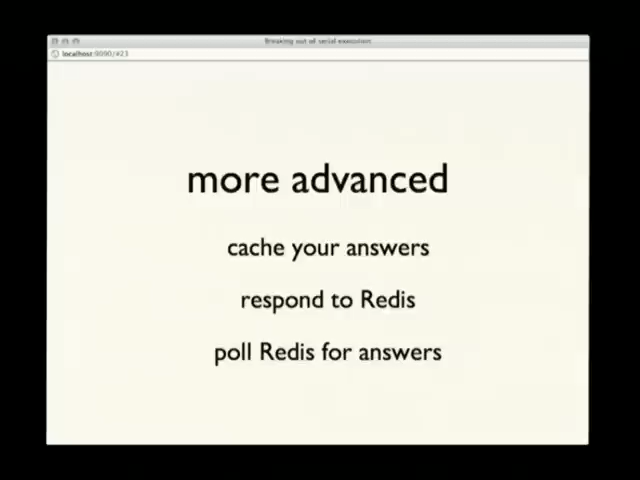 Breaking out of serial execution
localhost:9090/#23
more advanced
cache your answers
respond to Redis
poll Redis for answers